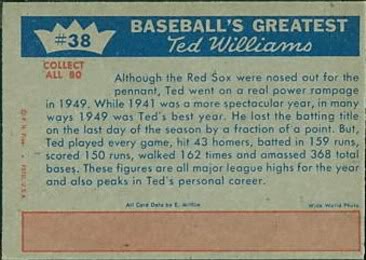 #38
BASEBALL'S GREATEST
Ted Williams
COLLECT
ALL 80
Although the Red Sox were nosed out for the
pennant, Ted went on a real power rampage
in 1949. While 1941 was a more spectacular year, in many
ways 1949 was Ted's best year. He lost the batting title
on the last day of the season by a fraction of a point. But,
Ted played every game, hit 43 homers, batted in 159 runs,
scored 150 runs, walked 162 times and amassed 368 total
bases. These figures are all major league highs for the year
and also peaks in Ted's personal career.
All Card Data by E. Mifflin
Wide World Photo